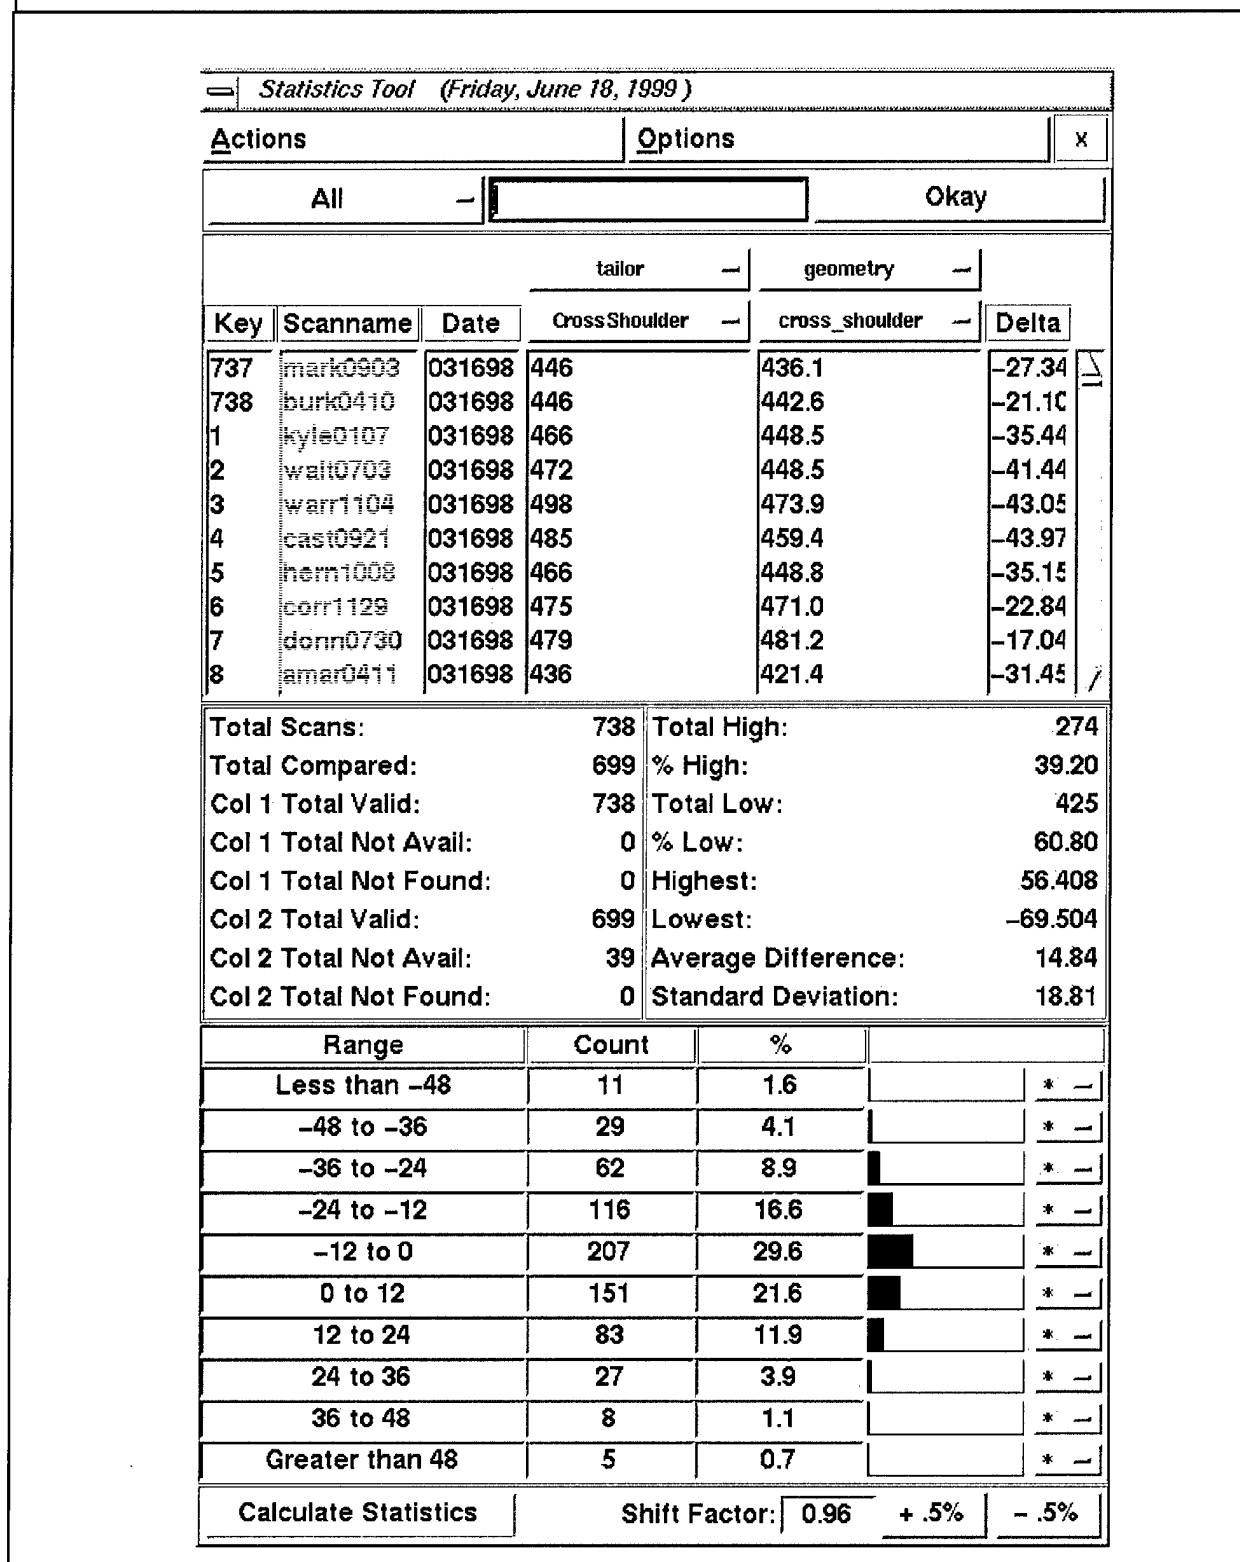 Statistics Tool (Friday, June 18, 1999 )
Actions Options x
All Okay
tailor geometry
Key Scanname Date CrossShoulder cross_shoulder Delta
737 mark0903 031698 446 436.1 -27.34
738 burk0410 031698 446 442.6 -21.10
1 kyle0107 031698 466 448.5 -35.44
2 walt0703 031698 472 448.5 -41.44
3 warr1104 031698 498 473.9 -43.05
4 cast0921 031698 485 459.4 -43.97
5 hern1008 031698 466 448.8 -35.15
6 corr1129 031698 475 471.0 -22.84
7 donn0730 031698 479 481.2 -17.04
8 amar0411 031698 436 421.4 -31.45
Total Scans: 738 Total High: 274
Total Compared: 699 % High: 39.20
Col 1 Total Valid: 738 Total Low: 425
Col 1 Total Not Avail: 0 % Low: 60.80
Col 1 Total Not Found: 0 Highest: 56.408
Col 2 Total Valid: 699 Lowest: -69.504
Col 2 Total Not Avail: 39 Average Difference: 14.84
Col 2 Total Not Found: 0 Standard Deviation: 18.81
Range Count %
Less than -48 11 1.6 *
-48 to -36 29 4.1 *
-36 to -24 62 8.9 *
-24 to -12 116 16.6 *
-12 to 0 207 29.6 *
0 to 12 151 21.6 *
12 to 24 83 11.9 *
24 to 36 27 3.9 *
36 to 48 8 1.1 *
Greater than 48 5 0.7 *
Calculate Statistics Shift Factor: 0.96 + .5% - .5%